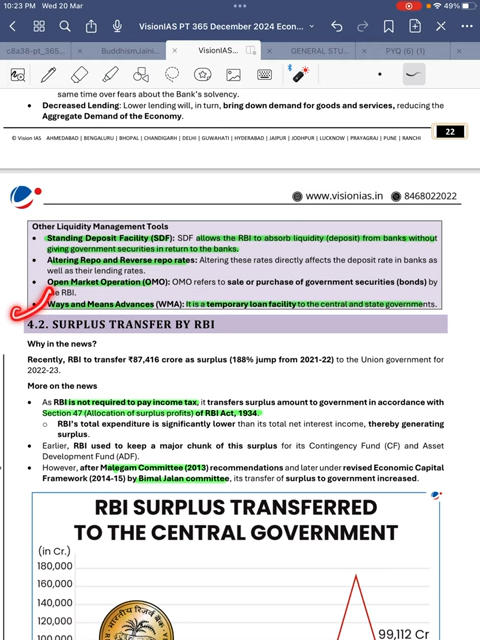 10:23 PM Wed 20 Mar
49%
VisionIAS PT 365 December 2024 Econ...
c8a38-pt_365...
BuddhismJaini...
VisionIAS...
GENERAL STU...
PYQ (6) (1)
same time over fears about the Bank's solvency.
• Decreased Lending: Lower lending will, in turn, bring down demand for goods and services, reducing the
Aggregate Demand of the Economy.
© Vision IAS AHMEDABAD | BENGALURU | BHOPAL | CHANDIGARH | DELHI | GUWAHATI | HYDERABAD | JAIPUR | JODHPUR | LUCKNOW | PRAYAGRAJ | PUNE | RANCHI
22
www.visionias.in
8468022022
Other Liquidity Management Tools
• Standing Deposit Facility (SDF): SDF allows the RBI to absorb liquidity (deposit) from banks without
giving government securities in return to the banks.
• Altering Repo and Reverse repo rates: Altering these rates directly affects the deposit rate in banks as
well as their lending rates.
• Open Market Operation (OMO): OMO refers to sale or purchase of government securities (bonds) by
RBI.
• Ways and Means Advances (WMA): It is a temporary loan facility to the central and state governments.
4.2. SURPLUS TRANSFER BY RBI
Why in the news?
Recently, RBI to transfer ₹87,416 crore as surplus (188% jump from 2021-22) to the Union government for
2022-23.
More on the news
• As RBI is not required to pay income tax, it transfers surplus amount to government in accordance with
Section 47 (Allocation of surplus profits) of RBI Act, 1934.
o RBI's total expenditure is significantly lower than its total net interest income, thereby generating
surplus.
• Earlier, RBI used to keep a major chunk of this surplus for its Contingency Fund (CF) and Asset
Development Fund (ADF).
• However, after Malegam Committee (2013) recommendations and later under revised Economic Capital
Framework (2014-15) by Bimal Jalan committee, its transfer of surplus to government increased.
RBI SURPLUS TRANSFERRED
TO THE CENTRAL GOVERNMENT
(in Cr.)
180,000
160,000
140,000
120,000
100,000
99,112 Cr
भारतीय रिज़र्व बैंक